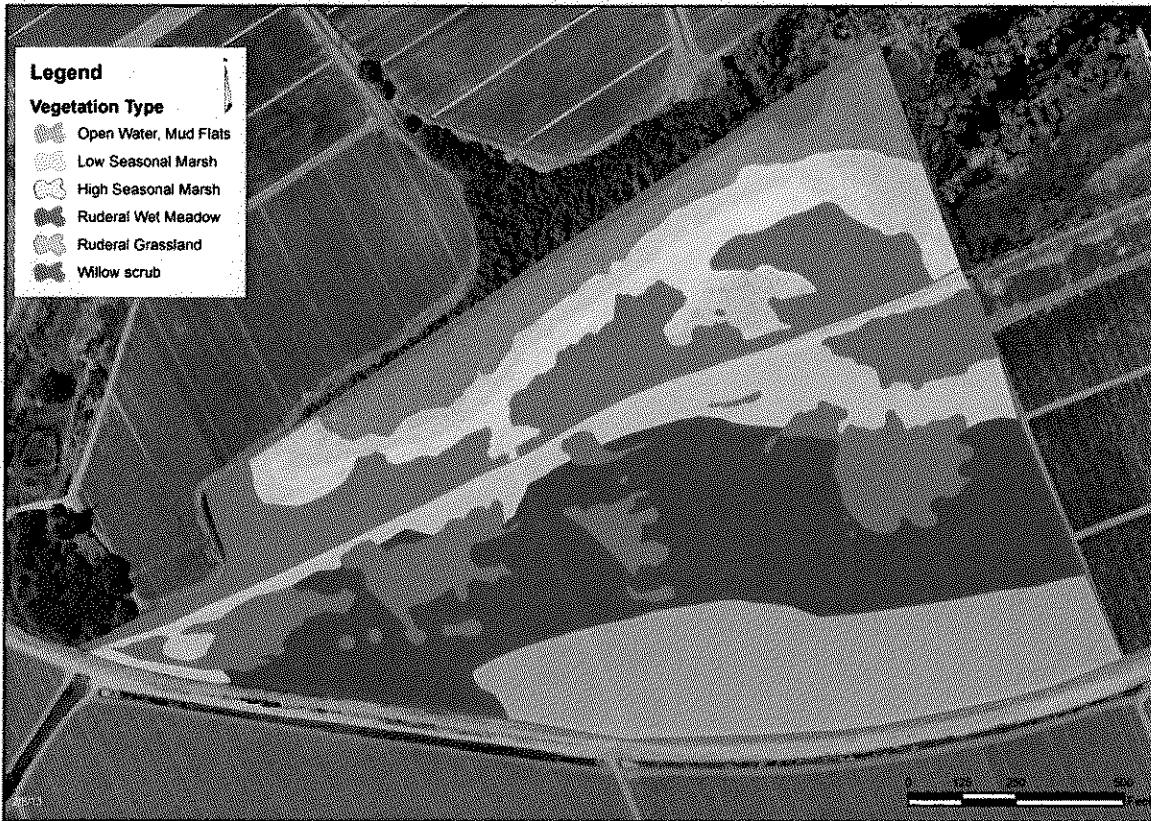 Legend
Vegetation Type
Open Water, Mud Flats
Low Seasonal Marsh
High Seasonal Marsh
Ruderal Wet Meadow
Ruderal Grassland
Willow scrub
0